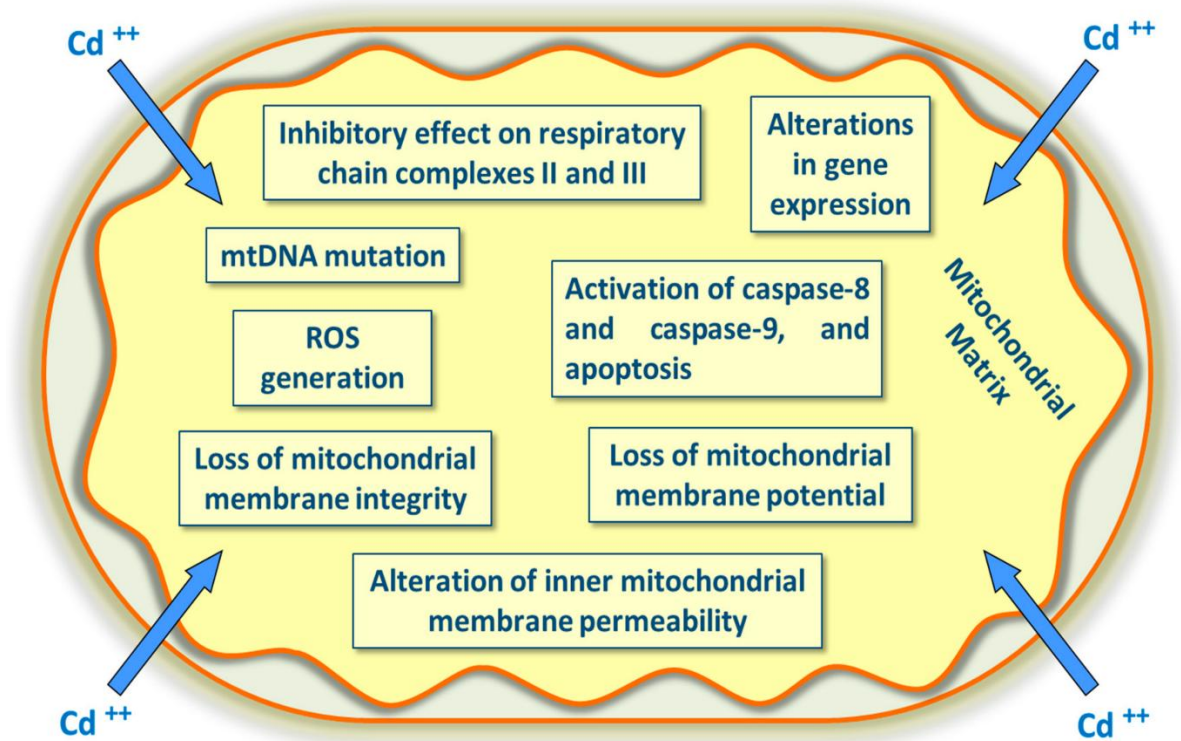 Cd ++
Cd ++
Inhibitory effect on respiratory
chain complexes II and III
Alterations
in gene
expression
mtDNA mutation
Activation of caspase-8
and caspase-9, and
apoptosis
Mitochondrial
Matrix
ROS
generation
Loss of mitochondrial
membrane integrity
Loss of mitochondrial
membrane potential
Alteration of inner mitochondrial
membrane permeability
Cd ++
Cd ++